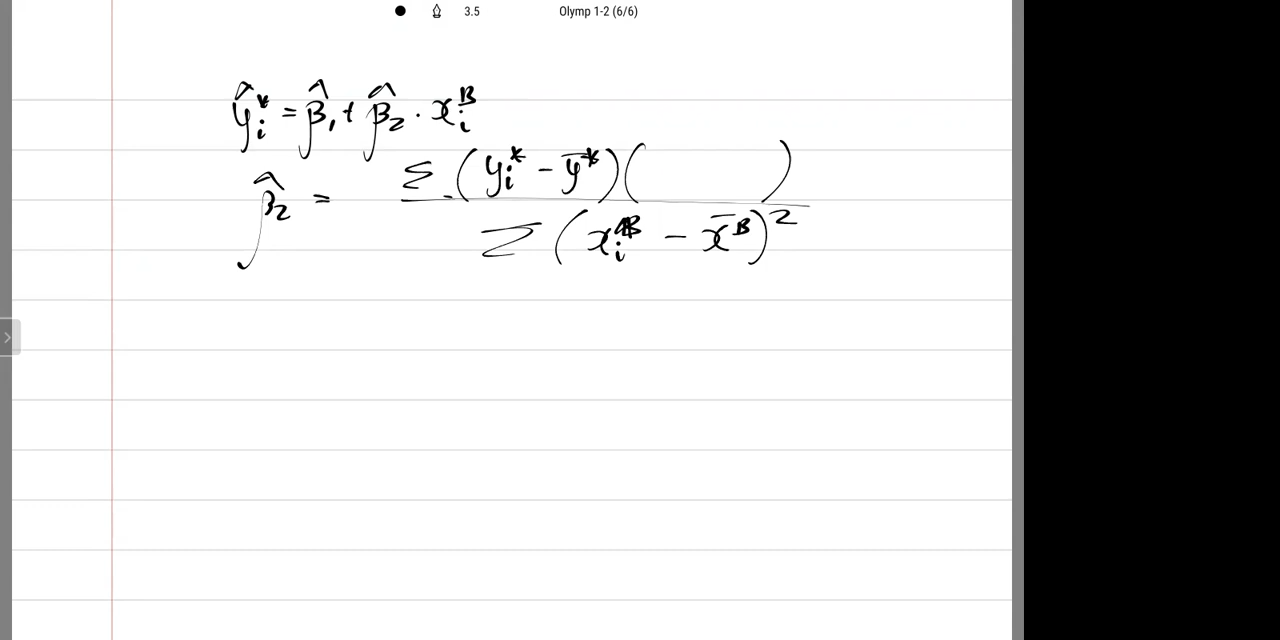 3.5 Olymp 1-2 (6/6)
ŷᵢ* = β̂₁ + β̂₂ · xᵢᴮ
β̂₂ = Σ (yᵢ* − ȳ*)( )
Σ (xᵢᴮ − x̄ᴮ)²